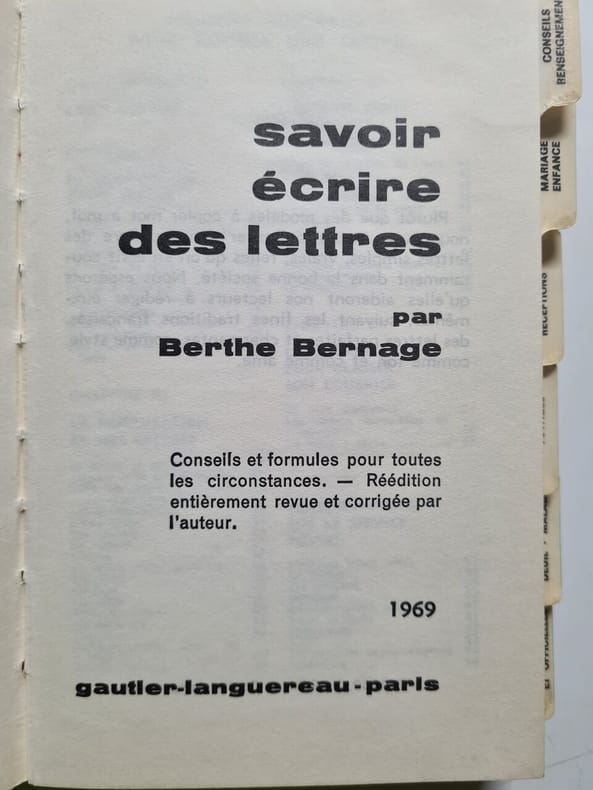 savoir
écrire
des lettres
par
Berthe Bernage
Conseils et formules pour toutes
les circonstances. — Réédition
entièrement revue et corrigée par
l'auteur.
1969
gautier-languereau-paris
CONSEILS
MARIAGE
ENFANCE
RÉCEPTIONS